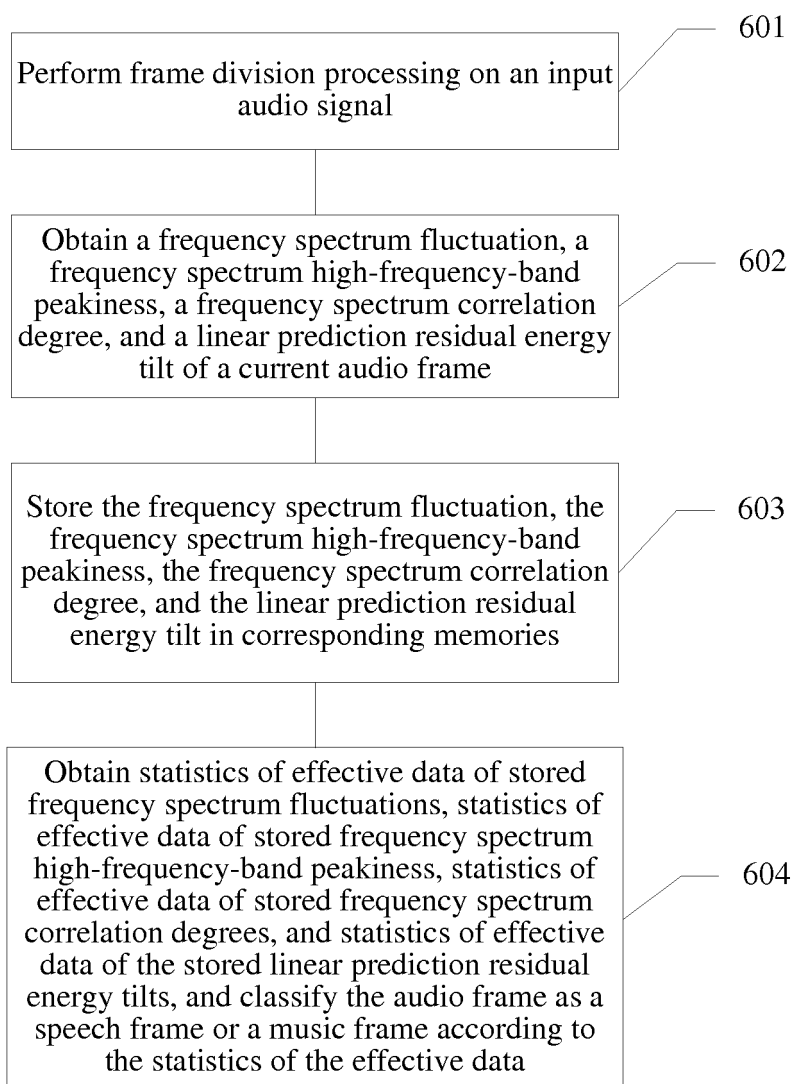 601
Perform frame division processing on an input
audio signal
602
Obtain a frequency spectrum fluctuation, a
frequency spectrum high-frequency-band
peakiness, a frequency spectrum correlation
degree, and a linear prediction residual energy
tilt of a current audio frame
603
Store the frequency spectrum fluctuation, the
frequency spectrum high-frequency-band
peakiness, the frequency spectrum correlation
degree, and the linear prediction residual
energy tilt in corresponding memories
604
Obtain statistics of effective data of stored
frequency spectrum fluctuations, statistics of
effective data of stored frequency spectrum
high-frequency-band peakiness, statistics of
effective data of stored frequency spectrum
correlation degrees, and statistics of effective
data of the stored linear prediction residual
energy tilts, and classify the audio frame as a
speech frame or a music frame according to
the statistics of the effective data